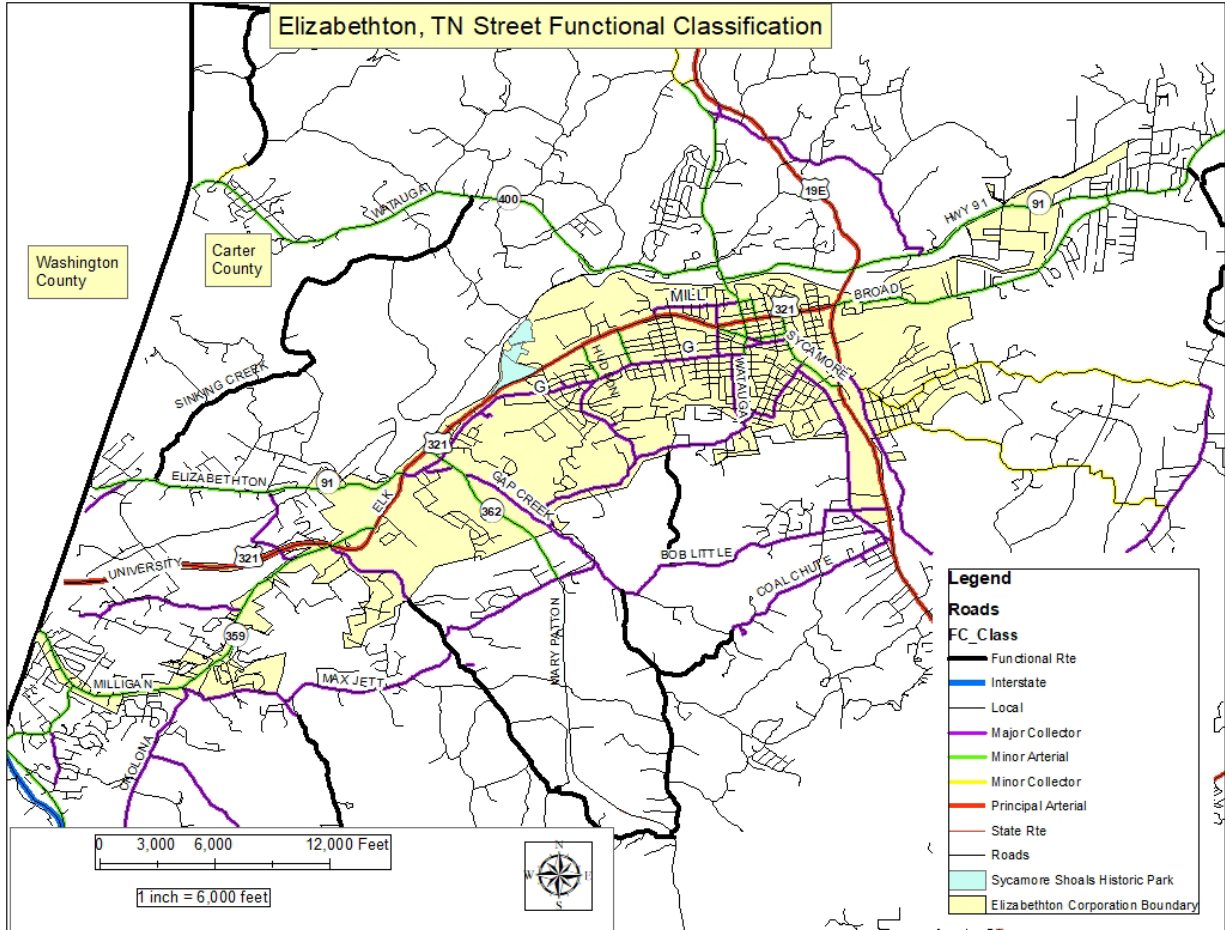 Elizabethton, TN Street Functional Classification
19E
WATAUGA
400
HWY 91
91
Washington
County
Carter
County
MILL
321
BROAD
SYCAMORE
HUDSON
G
G
WATAUGA
SINKING CREEK
321
ELIZABETHTON
91
ELK
GAP CREEK
362
UNIVERSITY
321
BOB LITTLE
COAL CHUTE
MARY PATTON
359
MILLIGAN
MAX JETT
OKOLONA
Legend
Roads
FC_Class
Functional Rte
Interstate
Local
Major Collector
Minor Arterial
Minor Collector
Principal Arterial
State Rte
Roads
Sycamore Shoals Historic Park
Elizabethton Corporation Boundary
0 3,000 6,000 12,000 Feet
1 inch = 6,000 feet
N
W E
S